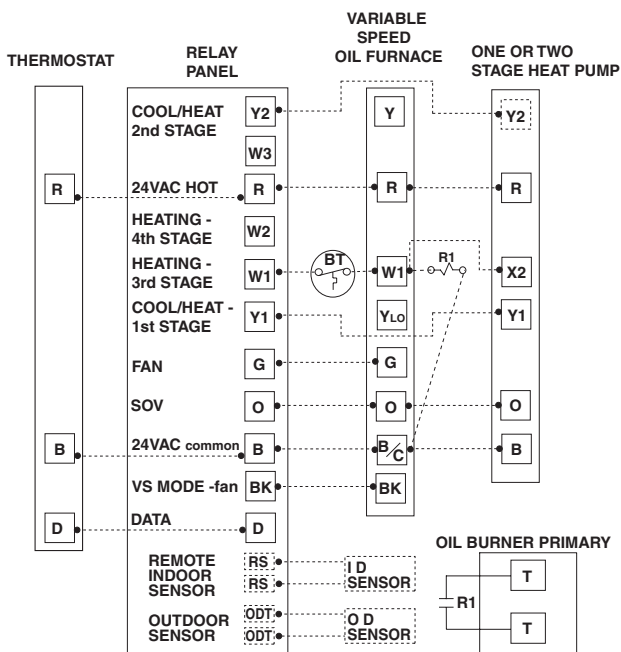 THERMOSTAT
RELAY
PANEL
VARIABLE
SPEED
OIL FURNACE
ONE OR TWO
STAGE HEAT PUMP
COOL/HEAT
2nd STAGE
Y2
Y
Y2
W3
R
24VAC HOT
R
R
R
HEATING -
4th STAGE
W2
HEATING -
3rd STAGE
W1
BT
W1
R1
X2
COOL/HEAT -
1st STAGE
Y1
YLO
Y1
FAN
G
G
SOV
O
O
O
B
24VAC common
B
B/C
B
VS MODE -fan
BK
BK
D
DATA
D
REMOTE
INDOOR
SENSOR
RS
RS
I D
SENSOR
OUTDOOR
SENSOR
ODT
ODT
O D
SENSOR
OIL BURNER PRIMARY
T
R1
T